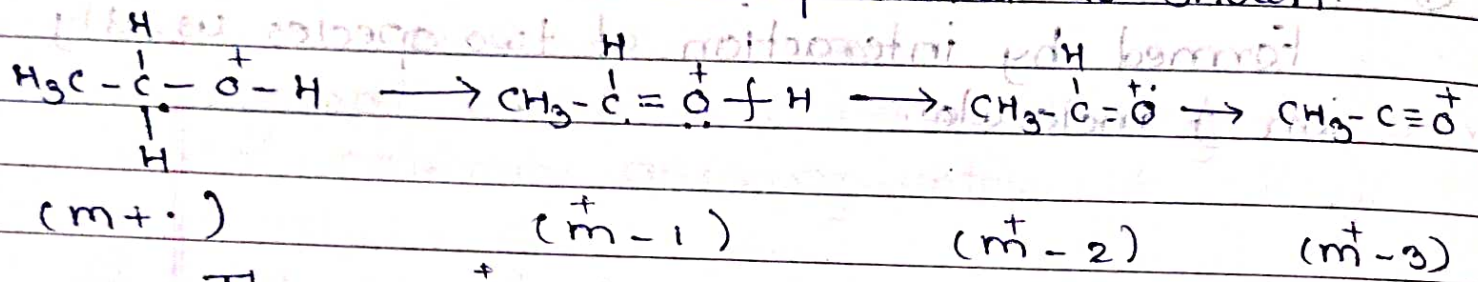 H H H
H3C - C - O+ - H → CH3 - C = O+ - H → CH3 - C = O+ → CH3 - C ≡ O+
H
(m+·) (m+ - 1) (m+ - 2) (m+ - 3)